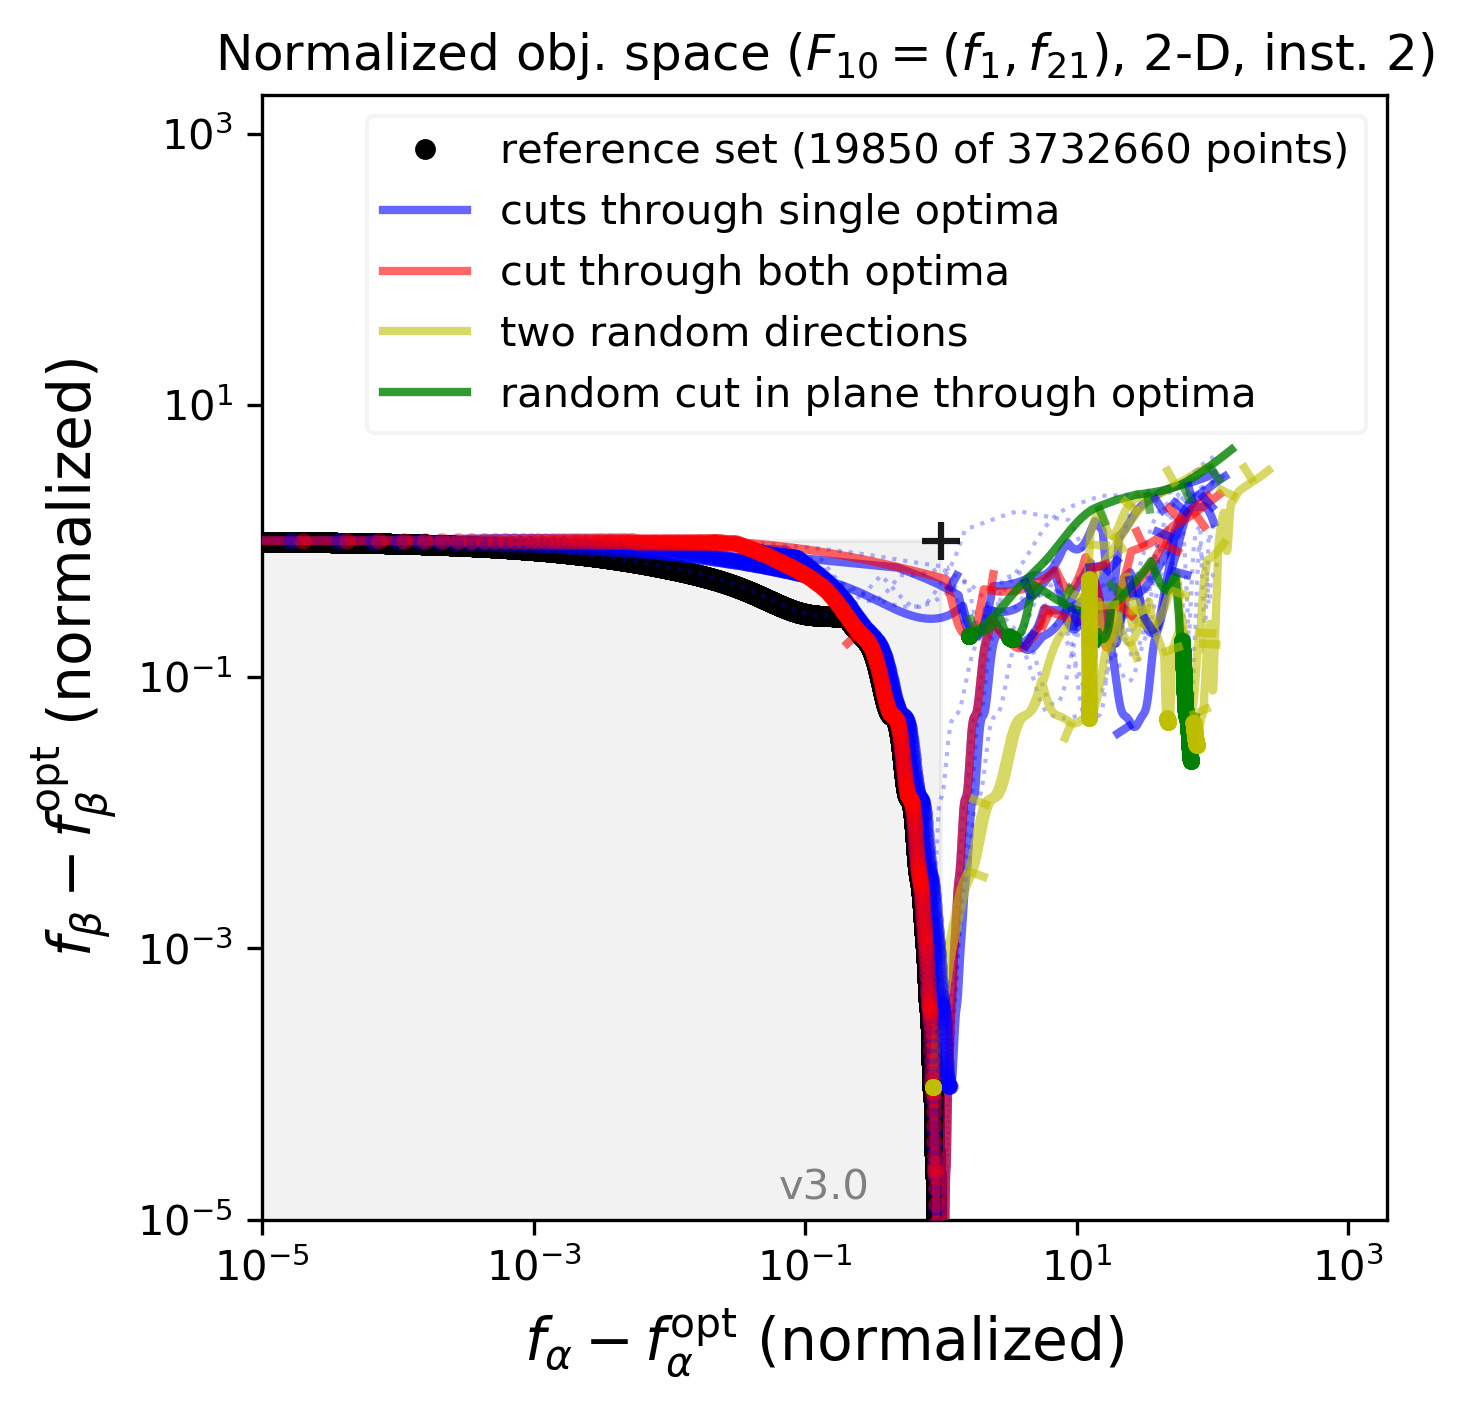 Normalized obj. space (F₁₀ = (f₁, f₂₁), 2-D, inst. 2)
reference set (19850 of 3732660 points)
cuts through single optima
cut through both optima
two random directions
random cut in plane through optima
10³
10¹
10⁻¹
10⁻³
10⁻⁵
f_β − f_β^opt (normalized)
v3.0
10⁻⁵
10⁻³
10⁻¹
10¹
10³
f_α − f_α^opt (normalized)